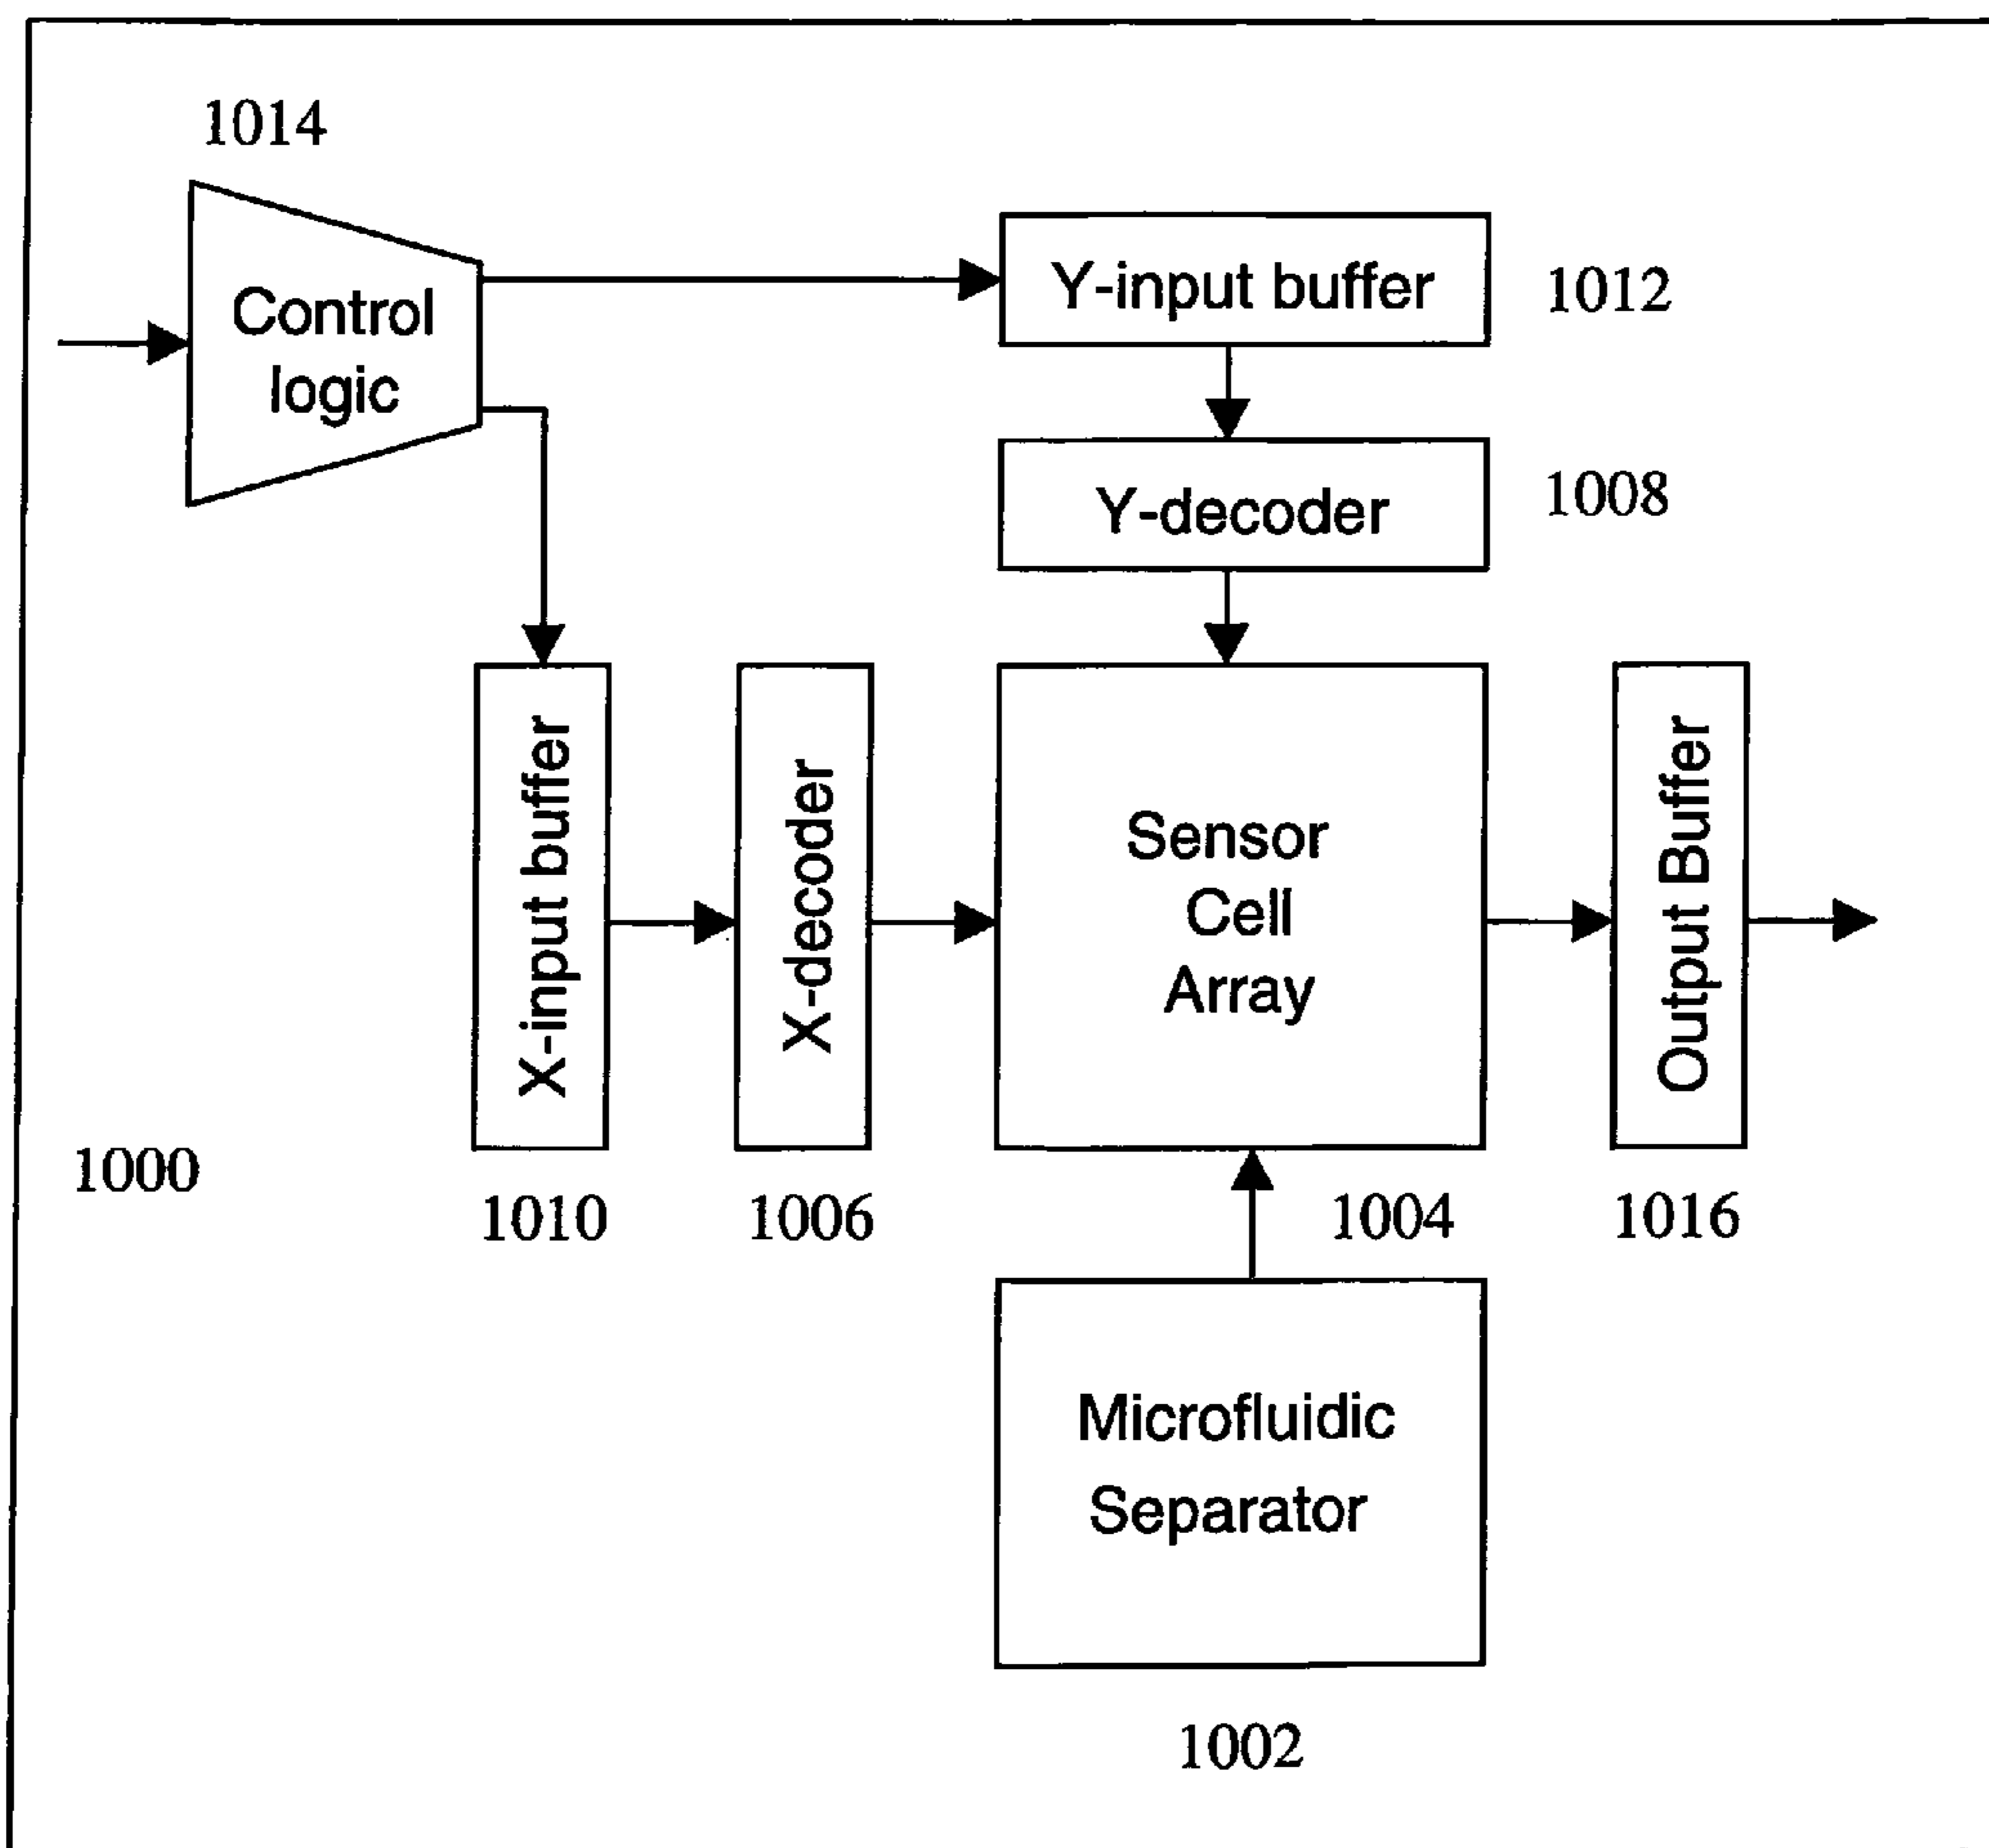 1014
Control
logic
Y-input buffer
1012
Y-decoder
1008
X-input buffer
X-decoder
Sensor
Cell
Array
Output Buffer
1000
1010
1006
1004
1016
Microfluidic
Separator
1002